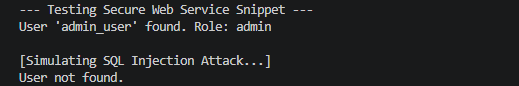 --- Testing Secure Web Service Snippet ---
User 'admin_user' found. Role: admin
[Simulating SQL Injection Attack...]
User not found.